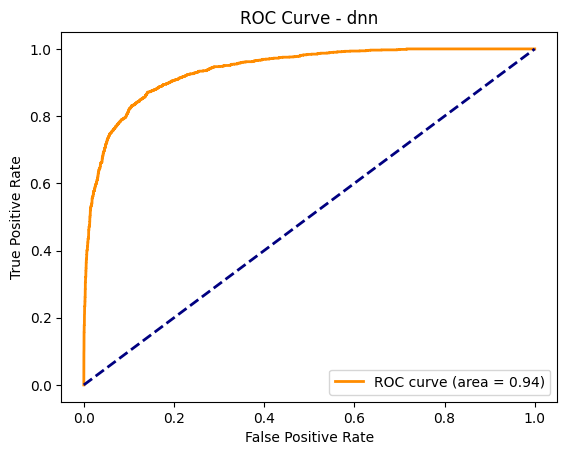 ROC Curve - dnn
1.0
0.8
0.6
0.4
0.2
0.0
True Positive Rate
ROC curve (area = 0.94)
0.0 0.2 0.4 0.6 0.8 1.0
False Positive Rate